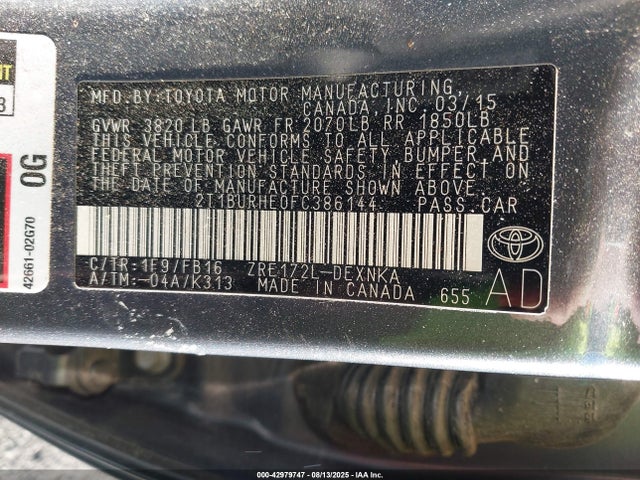 MFD. BY: TOYOTA MOTOR MANUFACTURING,
CANADA INC. 03/15
GVWR 3820 LB GAWR FR 2070LB RR 1850LB
THIS VEHICLE CONFORMS TO ALL APPLICABLE
FEDERAL MOTOR VEHICLE SAFETY, BUMPER, AND
THEFT PREVENTION STANDARDS IN EFFECT ON
THE DATE OF MANUFACTURE SHOWN ABOVE.
2T1BURHE0FC386144 PASS.CAR
C/TR: 1F9/FB16 ZRE172L-DEXNKA
A/TM: -04A/K313 MADE IN CANADA 655 AD
0G
42661-02G70
000-42979747 - 08/13/2025 - IAA Inc.